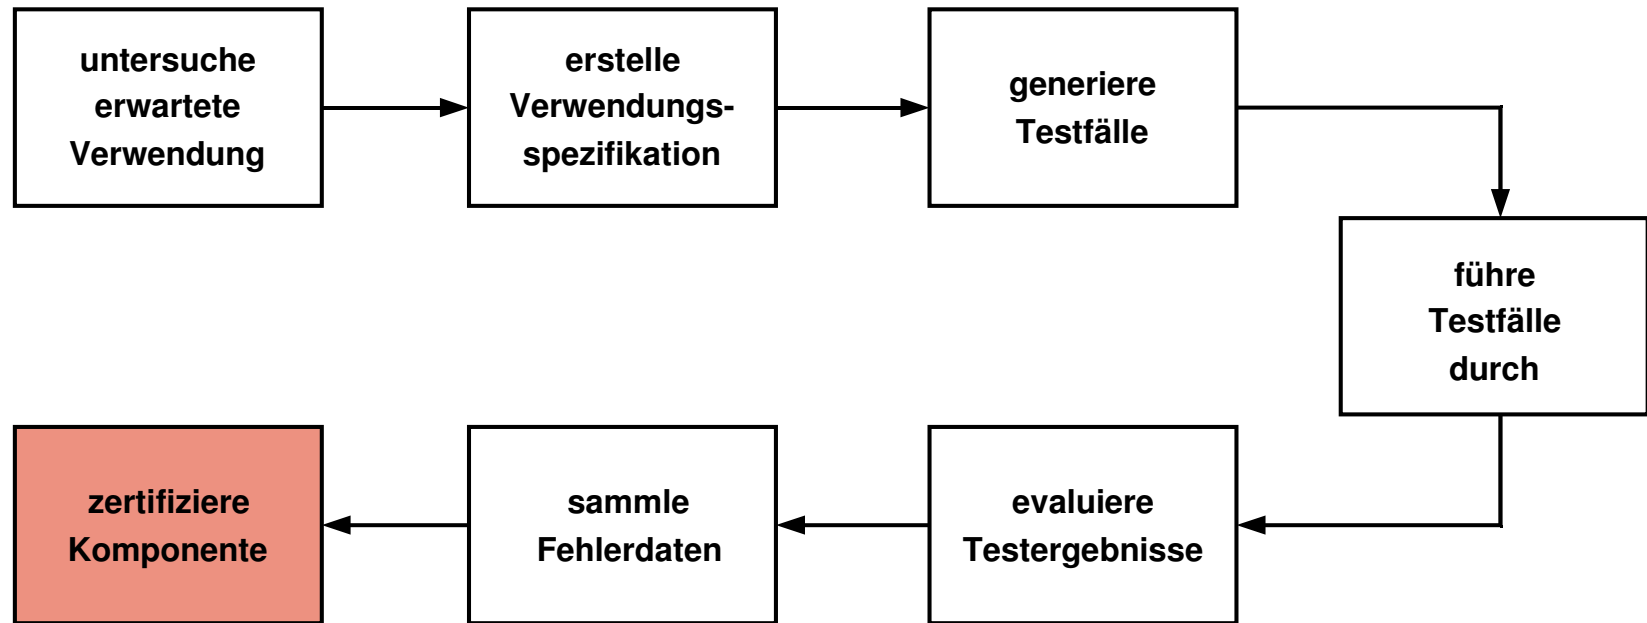 untersuche
erwartete
Verwendung
erstelle
Verwendungs-
spezifikation
generiere
Testfälle
führe
Testfälle
durch
evaluiere
Testergebnisse
sammle
Fehlerdaten
zertifiziere
Komponente